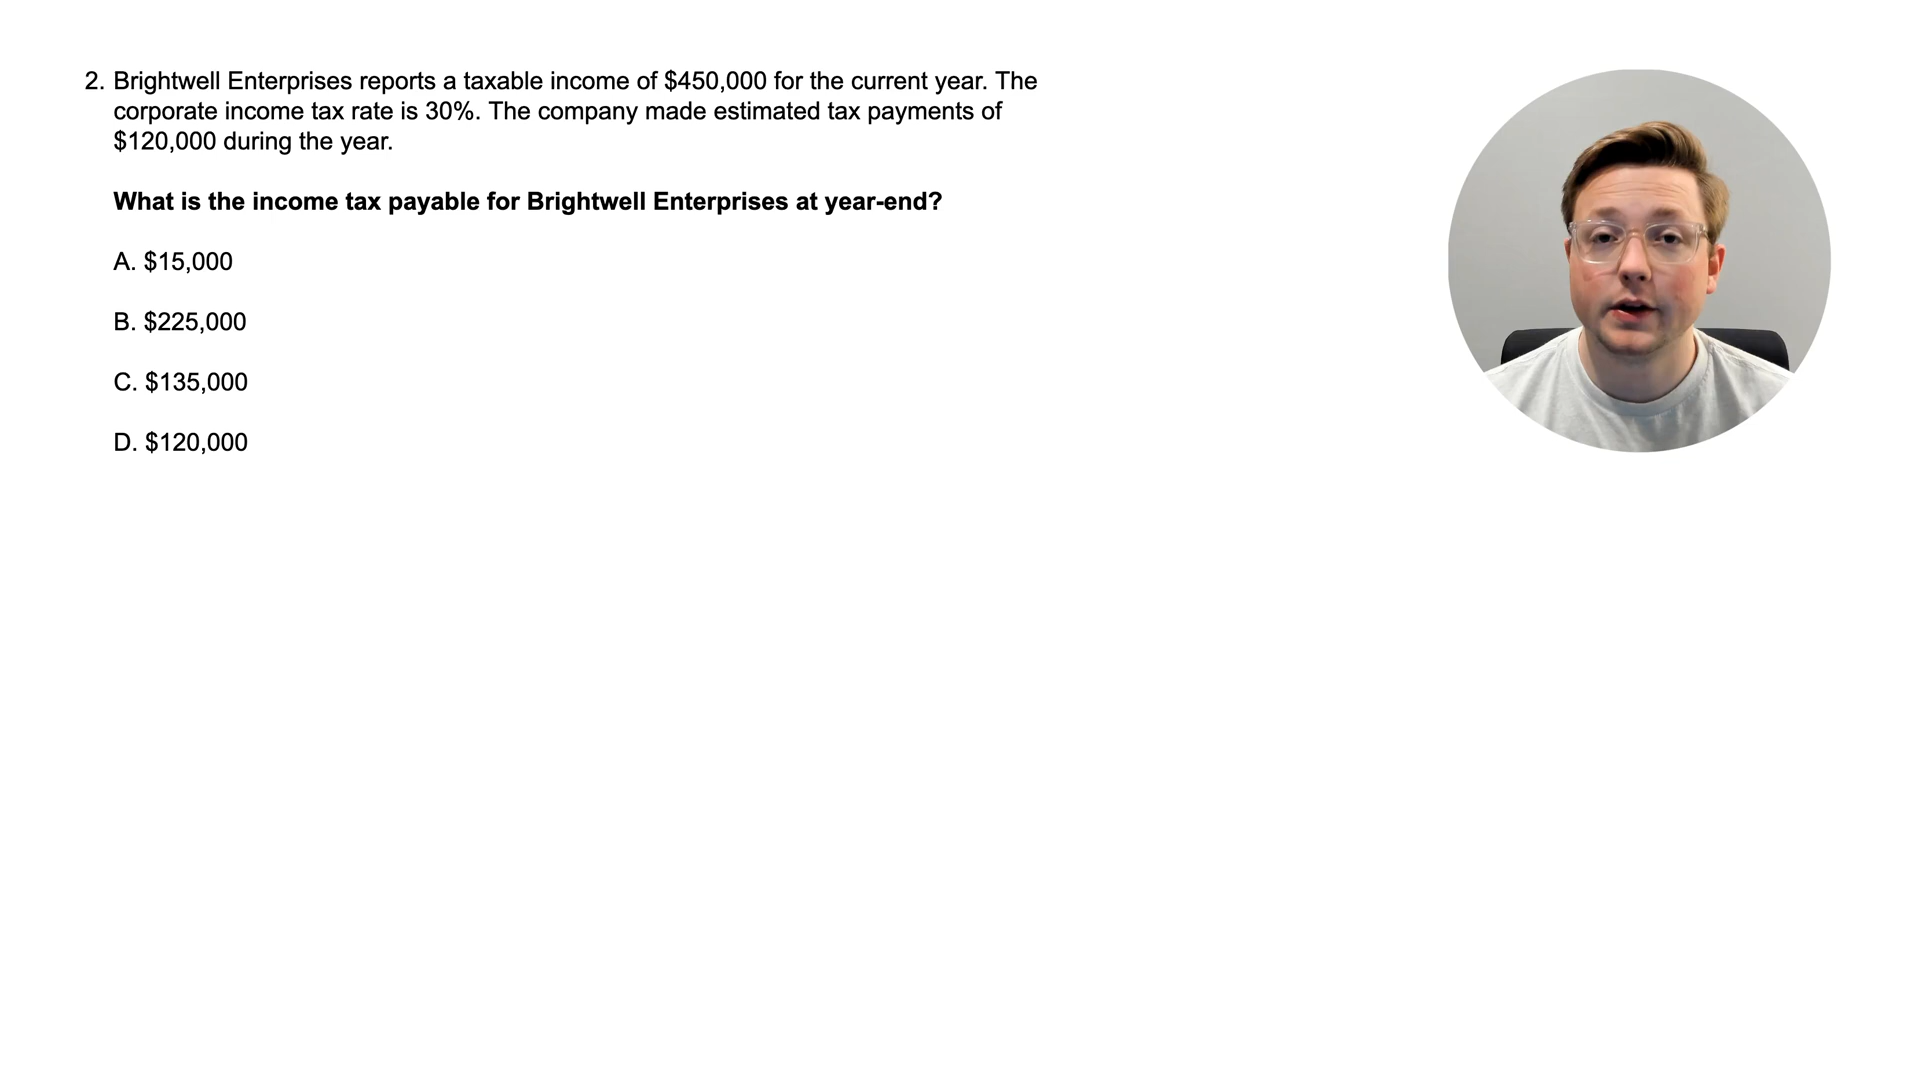 2. Brightwell Enterprises reports a taxable income of $450,000 for the current year. The
corporate income tax rate is 30%. The company made estimated tax payments of
$120,000 during the year.
What is the income tax payable for Brightwell Enterprises at year-end?
A. $15,000
B. $225,000
C. $135,000
D. $120,000